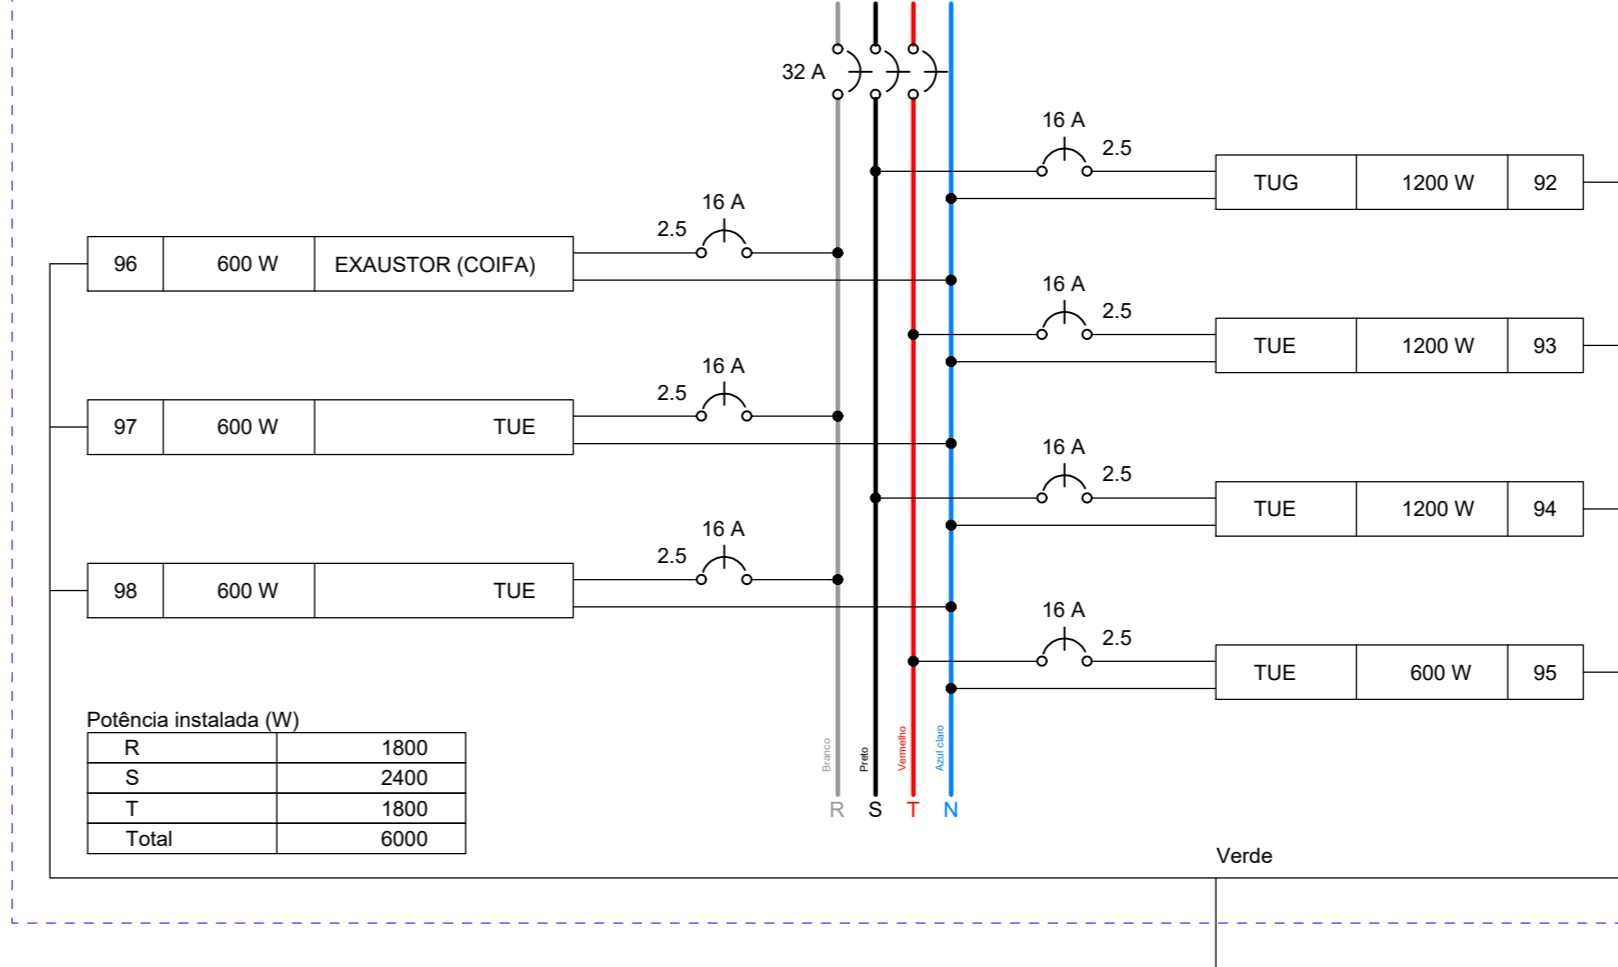 32 A
16 A
2.5
TUG 1200 W 92
16 A
2.5
96 600 W EXAUSTOR (COIFA)
16 A
2.5
TUE 1200 W 93
16 A
2.5
97 600 W TUE
16 A
2.5
TUE 1200 W 94
16 A
2.5
98 600 W TUE
16 A
2.5
TUE 600 W 95
Potência instalada (W)
R 1800
S 2400
T 1800
Total 6000
Branco
Preto
Vermelho
Azul claro
R S T N
Verde